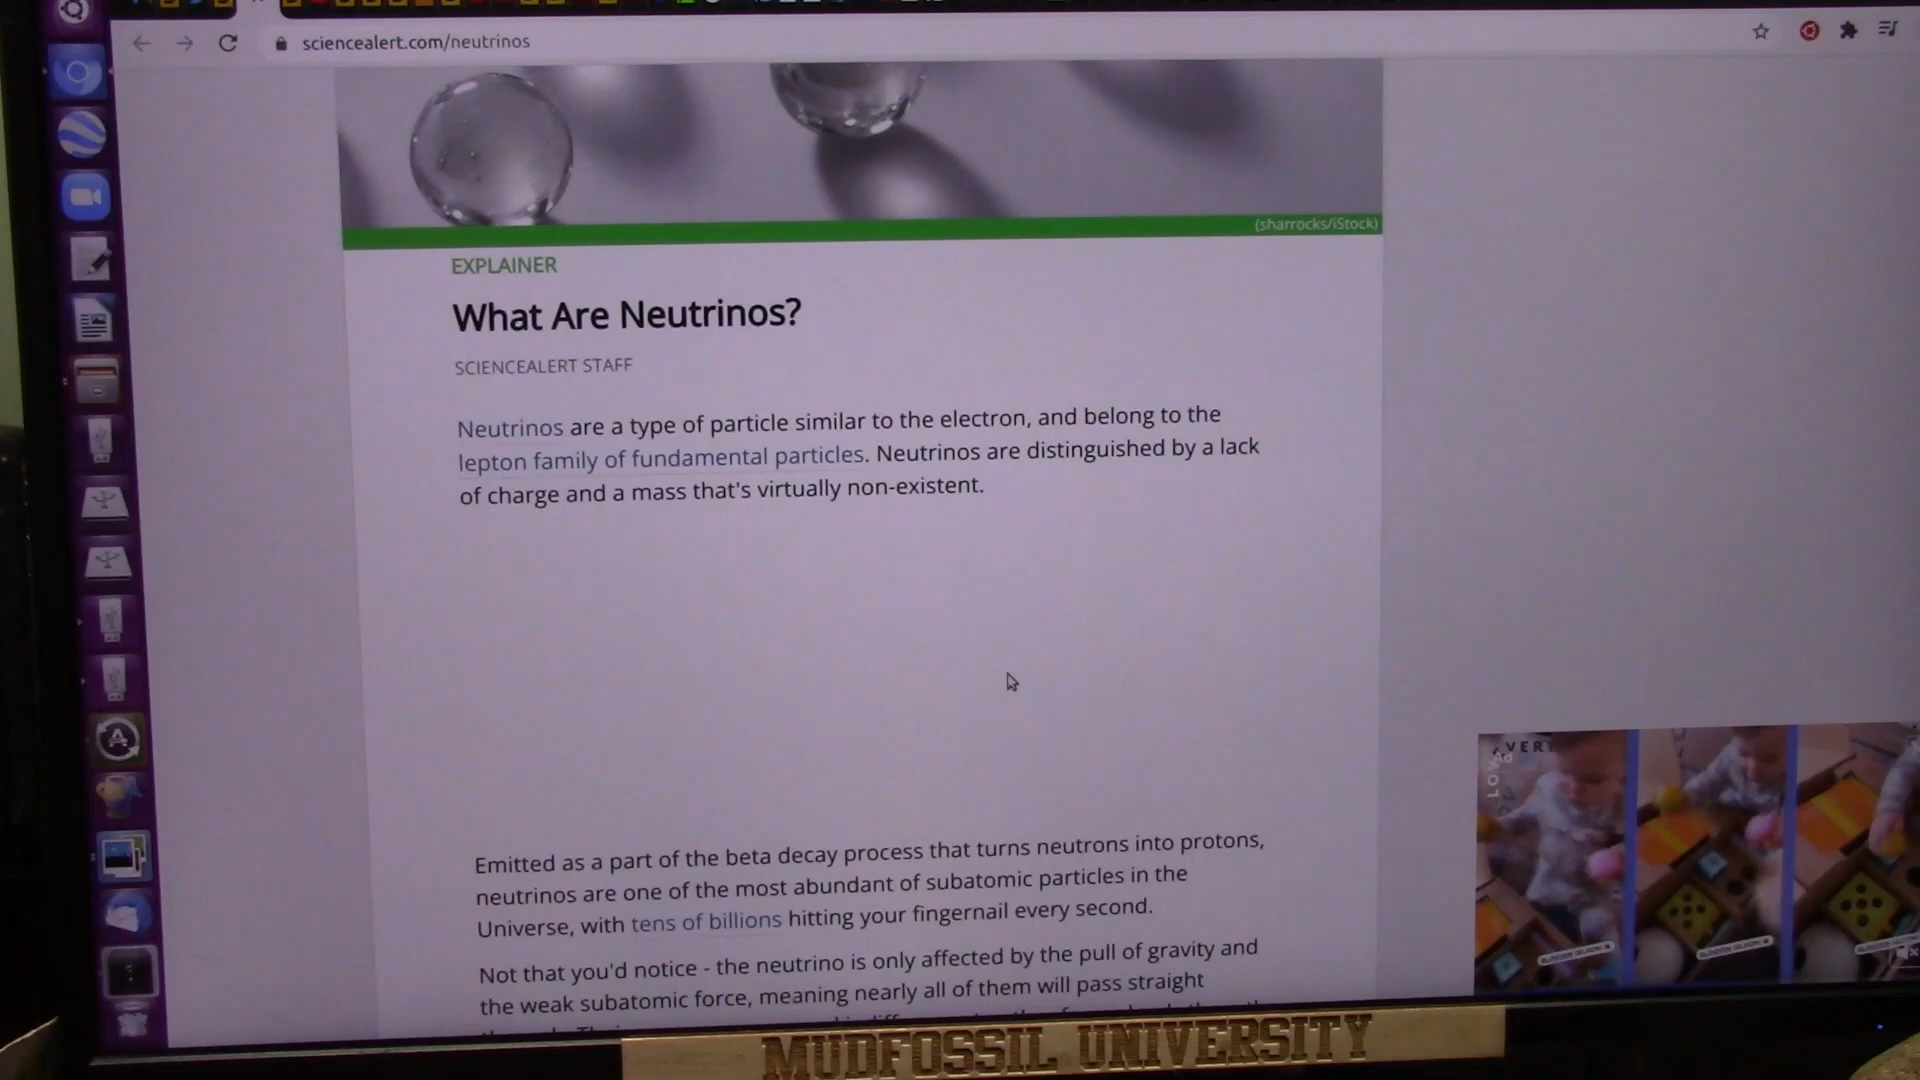 sciencealert.com/neutrinos
(sharrocks/iStock)
EXPLAINER
What Are Neutrinos?
SCIENCEALERT STAFF
Neutrinos are a type of particle similar to the electron, and belong to the
lepton family of fundamental particles. Neutrinos are distinguished by a lack
of charge and a mass that's virtually non-existent.
Emitted as a part of the beta decay process that turns neutrons into protons,
neutrinos are one of the most abundant of subatomic particles in the
Universe, with tens of billions hitting your fingernail every second.
Not that you'd notice - the neutrino is only affected by the pull of gravity and
the weak subatomic force, meaning nearly all of them will pass straight
MUDFOSSIL UNIVERSITY